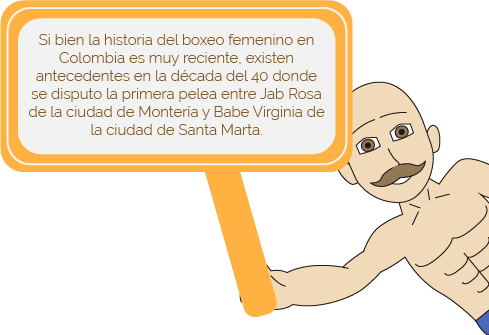 Si bien la historia del boxeo femenino en
Colombia es muy reciente, existen
antecedentes en la década del 40 donde
se disputo la primera pelea entre Jab Rosa
de la ciudad de Montería y Babe Virginia de
la ciudad de Santa Marta.